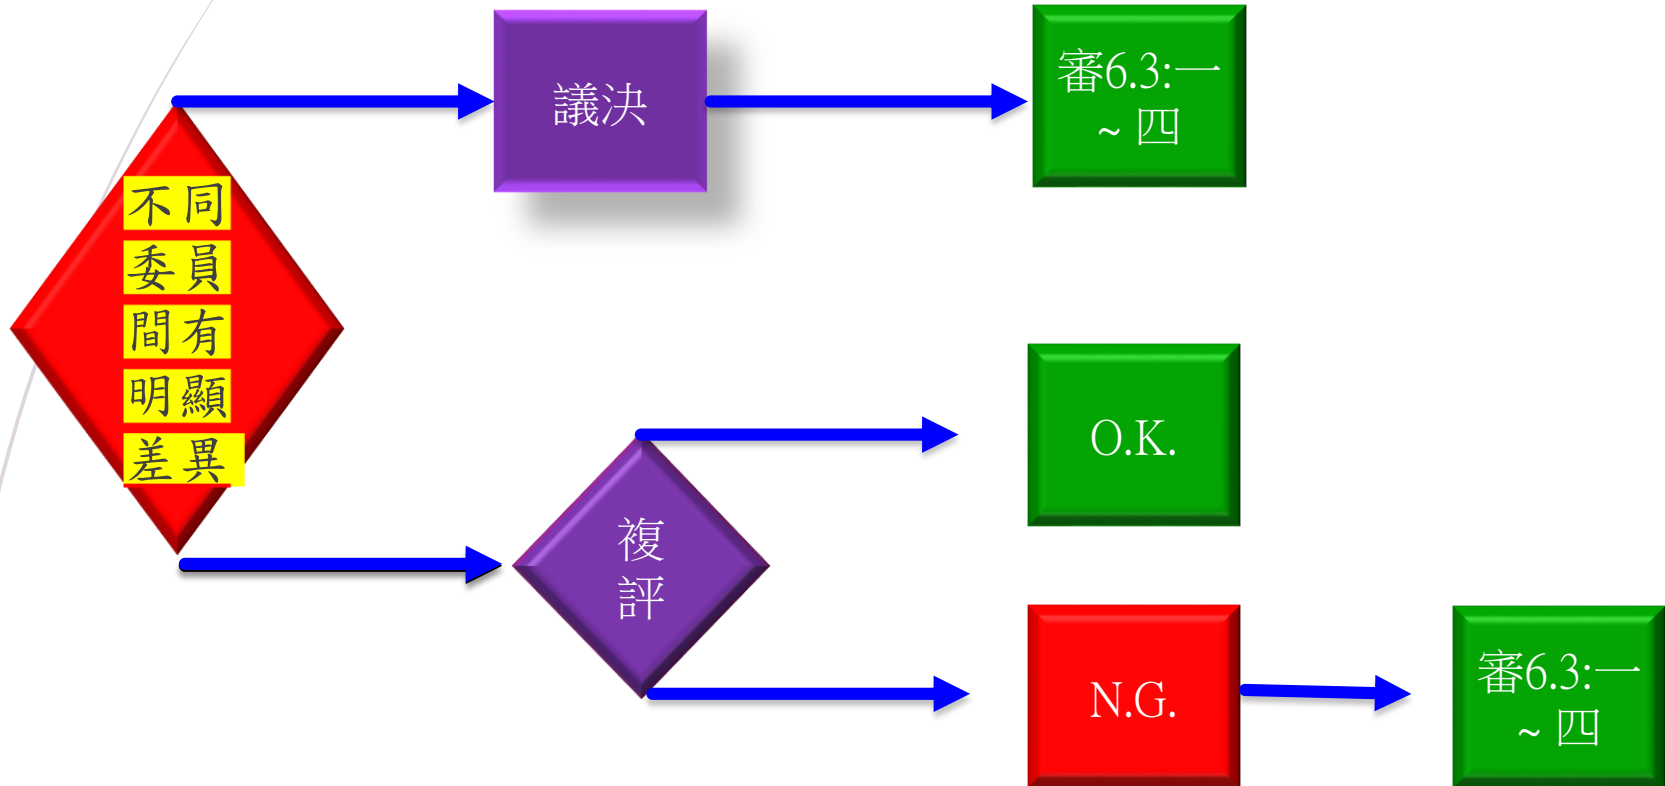 議決
審6.3:一
~ 四
不同
委員
間有
明顯
差異
O.K.
複
評
N.G.
審6.3:一
~ 四